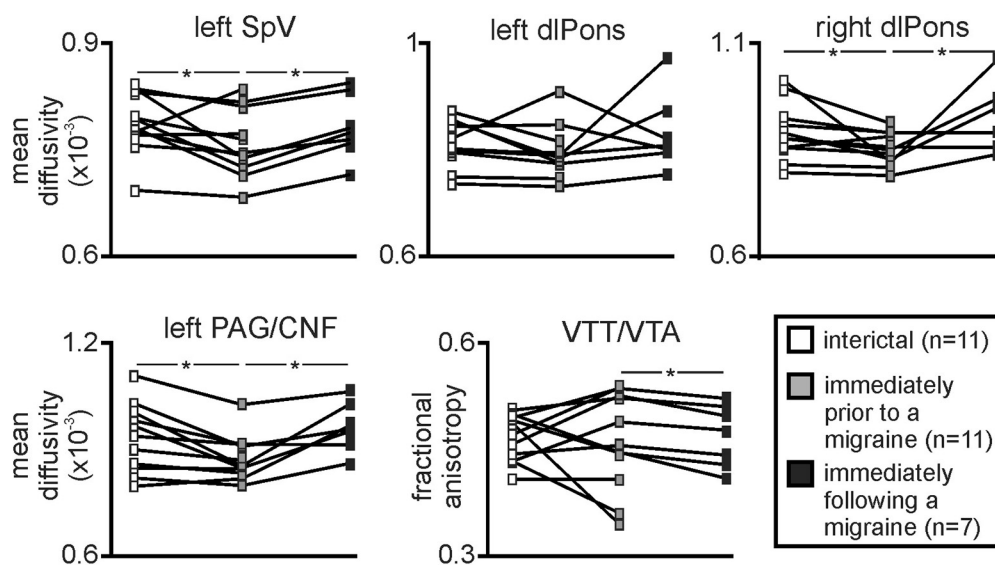 left SpV
0.9
* *
mean
diffusivity
(x10-3)
0.6
left dlPons
1
0.6
right dlPons
1.1
* *
0.6
left PAG/CNF
1.2
* *
mean
diffusivity
(x10-3)
0.6
VTT/VTA
0.6
*
fractional
anisotropy
0.3
interictal (n=11)
immediately
prior to a
migraine (n=11)
immediately
following a
migraine (n=7)